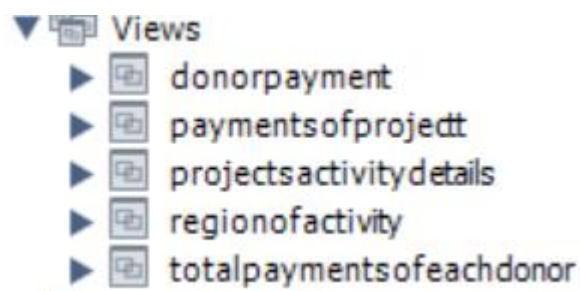 Views
donorpayment
paymentsofprojectt
projectsactivitydetails
regionofactivity
totalpaymentsofeachdonor